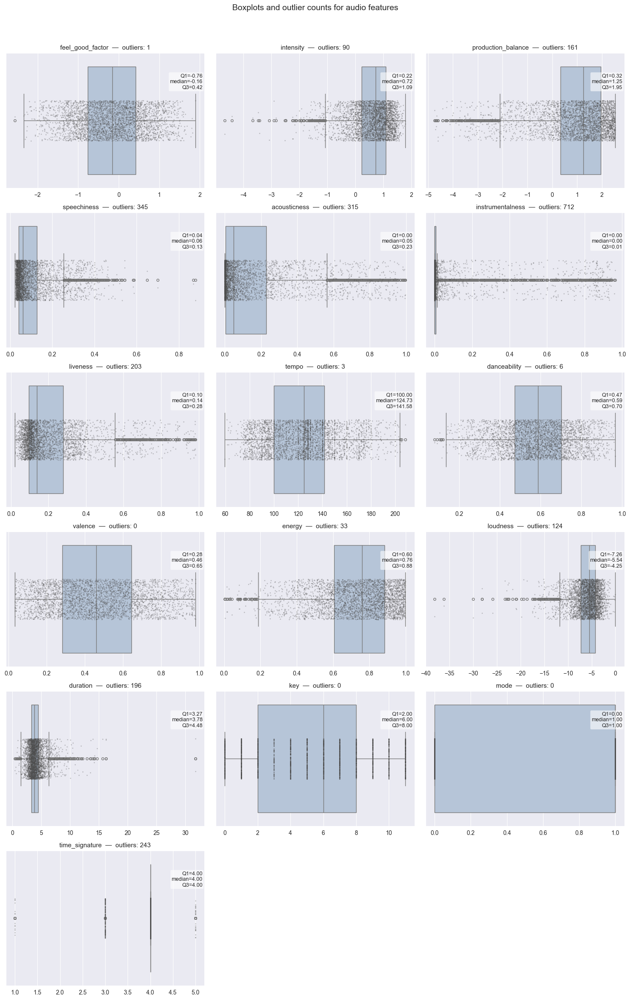 Boxplots and outlier counts for audio features
feel_good_factor — outliers: 1
Q1=-0.76
median=-0.16
Q3=0.42
−2 −1 0 1 2
intensity — outliers: 90
Q1=0.22
median=0.72
Q3=1.09
−4 −3 −2 −1 0 1 2
production_balance — outliers: 161
Q1=0.32
median=1.25
Q3=1.95
−5 −4 −3 −2 −1 0 1 2
speechiness — outliers: 345
Q1=0.04
median=0.06
Q3=0.13
0.0 0.2 0.4 0.6 0.8
acousticness — outliers: 315
Q1=0.00
median=0.05
Q3=0.23
0.0 0.2 0.4 0.6 0.8 1.0
instrumentalness — outliers: 712
Q1=0.00
median=0.00
Q3=0.01
0.0 0.2 0.4 0.6 0.8 1.0
liveness — outliers: 203
Q1=0.10
median=0.14
Q3=0.28
0.0 0.2 0.4 0.6 0.8 1.0
tempo — outliers: 3
Q1=100.00
median=124.73
Q3=141.58
60 80 100 120 140 160 180 200
danceability — outliers: 6
Q1=0.47
median=0.59
Q3=0.70
0.2 0.4 0.6 0.8 1.0
valence — outliers: 0
Q1=0.28
median=0.46
Q3=0.65
0.0 0.2 0.4 0.6 0.8 1.0
energy — outliers: 33
Q1=0.60
median=0.76
Q3=0.88
0.0 0.2 0.4 0.6 0.8 1.0
loudness — outliers: 124
Q1=-7.26
median=-5.54
Q3=-4.25
−40 −35 −30 −25 −20 −15 −10 −5 0
duration — outliers: 196
Q1=3.27
median=3.78
Q3=4.48
0 5 10 15 20 25 30
key — outliers: 0
Q1=2.00
median=6.00
Q3=8.00
0 2 4 6 8 10
mode — outliers: 0
Q1=0.00
median=1.00
Q3=1.00
0.0 0.2 0.4 0.6 0.8 1.0
time_signature — outliers: 243
Q1=4.00
median=4.00
Q3=4.00
1.0 1.5 2.0 2.5 3.0 3.5 4.0 4.5 5.0